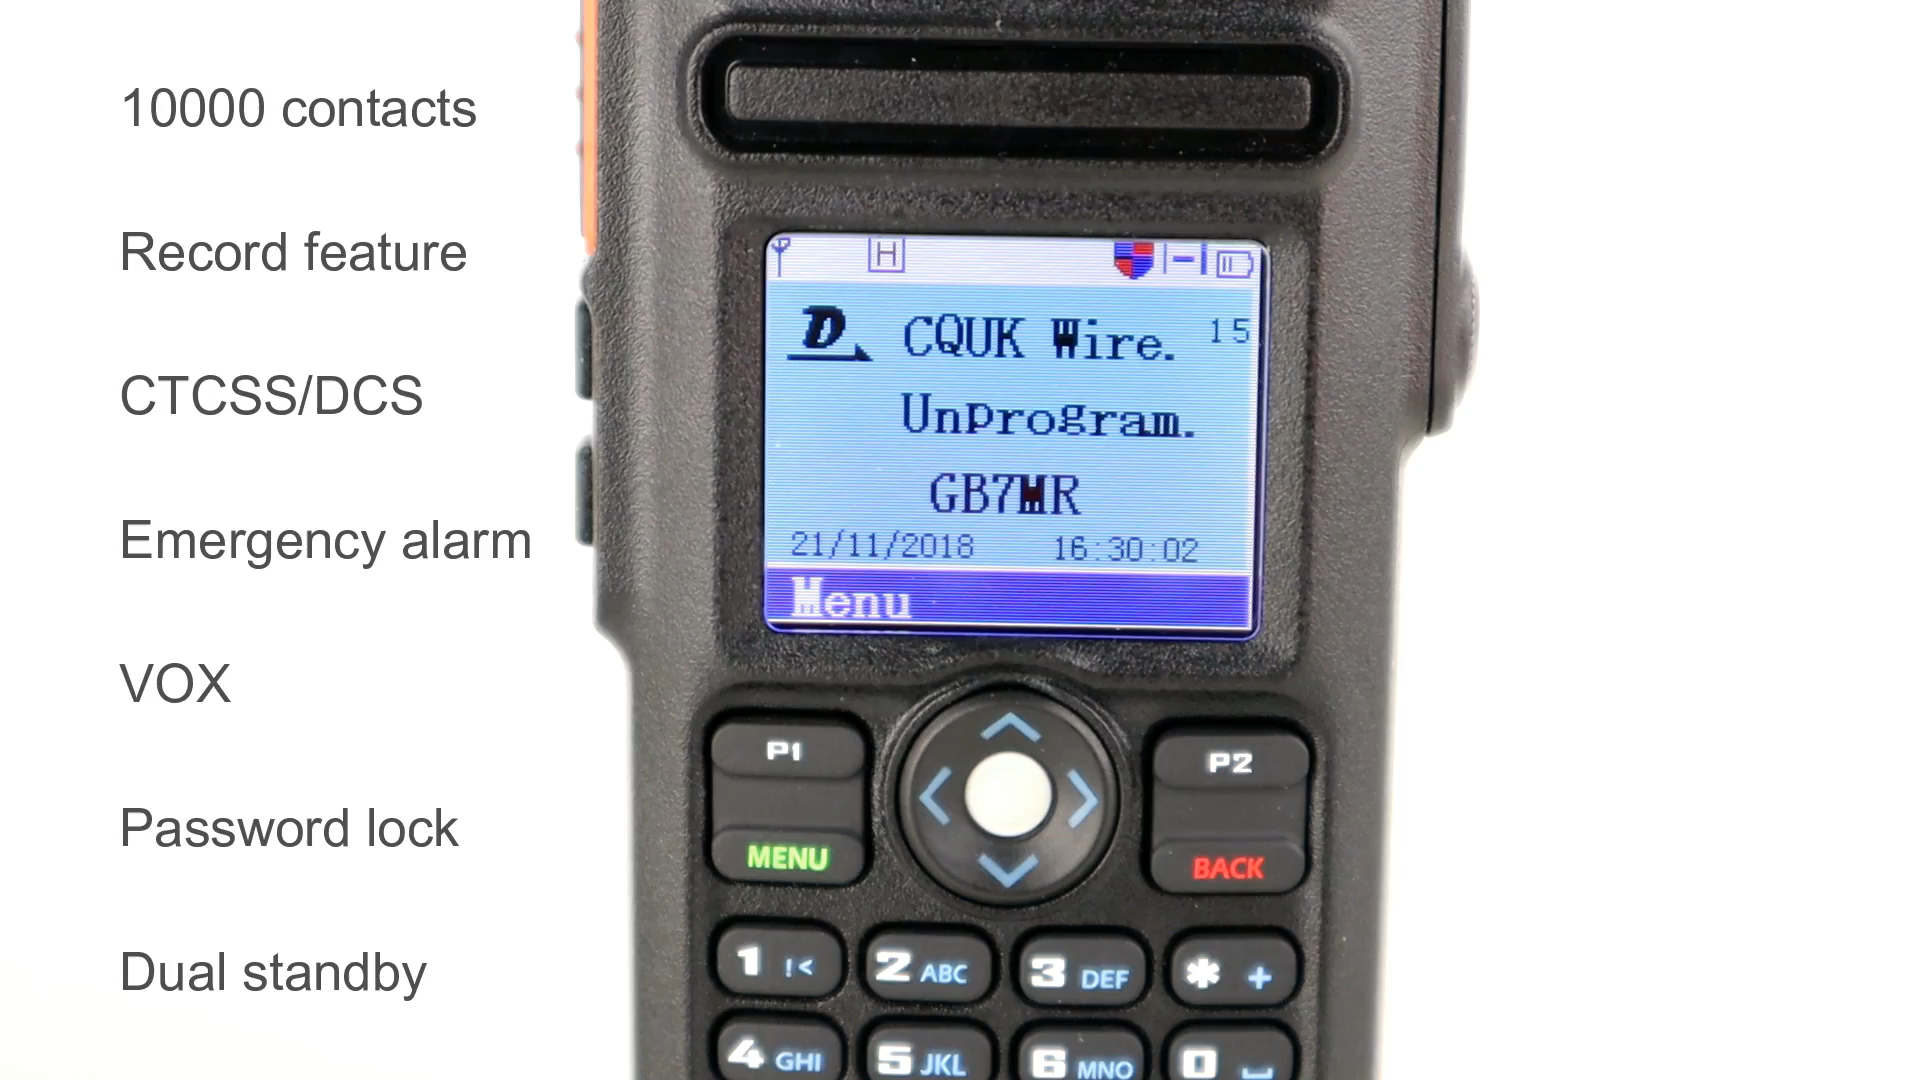 10000 contacts
Record feature
CTCSS/DCS
Emergency alarm
VOX
Password lock
Dual standby
H
D CQUK Wire. 15
UnProgram.
GB7MR
21/11/2018 16:30:02
Menu
P1
P2
MENU
BACK
1 !< 2 ABC 3 DEF * +
4 GHI 5 JKL 6 MNO 0